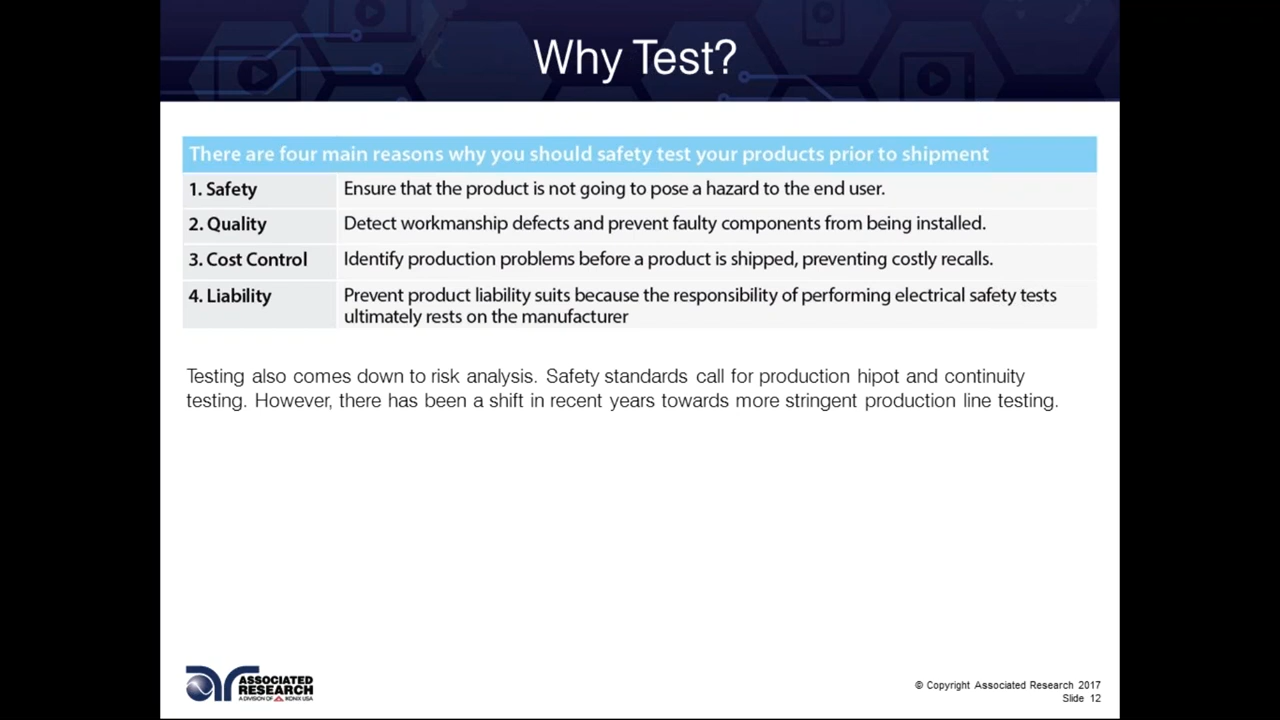 Why Test?
There are four main reasons why you should safety test your products prior to shipment
1. Safety Ensure that the product is not going to pose a hazard to the end user.
2. Quality Detect workmanship defects and prevent faulty components from being installed.
3. Cost Control Identify production problems before a product is shipped, preventing costly recalls.
4. Liability Prevent product liability suits because the responsibility of performing electrical safety tests
ultimately rests on the manufacturer
Testing also comes down to risk analysis. Safety standards call for production hipot and continuity
testing. However, there has been a shift in recent years towards more stringent production line testing.
ASSOCIATED
RESEARCH
A DIVISION OF IKONIX USA
© Copyright Associated Research 2017
Slide 12